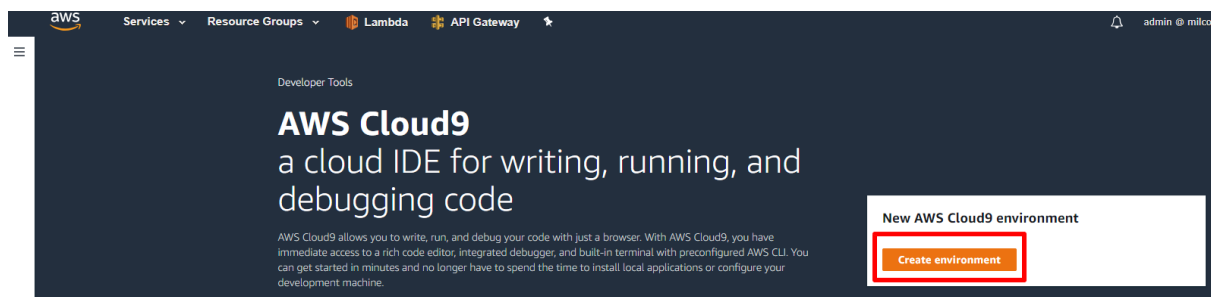 aws Services Resource Groups Lambda API Gateway admin @ milco
Developer Tools
AWS Cloud9
a cloud IDE for writing, running, and
debugging code
AWS Cloud9 allows you to write, run, and debug your code with just a browser. With AWS Cloud9, you have
immediate access to a rich code editor, integrated debugger, and built-in terminal with preconfigured AWS CLI. You
can get started in minutes and no longer have to spend the time to install local applications or configure your
development machine.
New AWS Cloud9 environment
Create environment